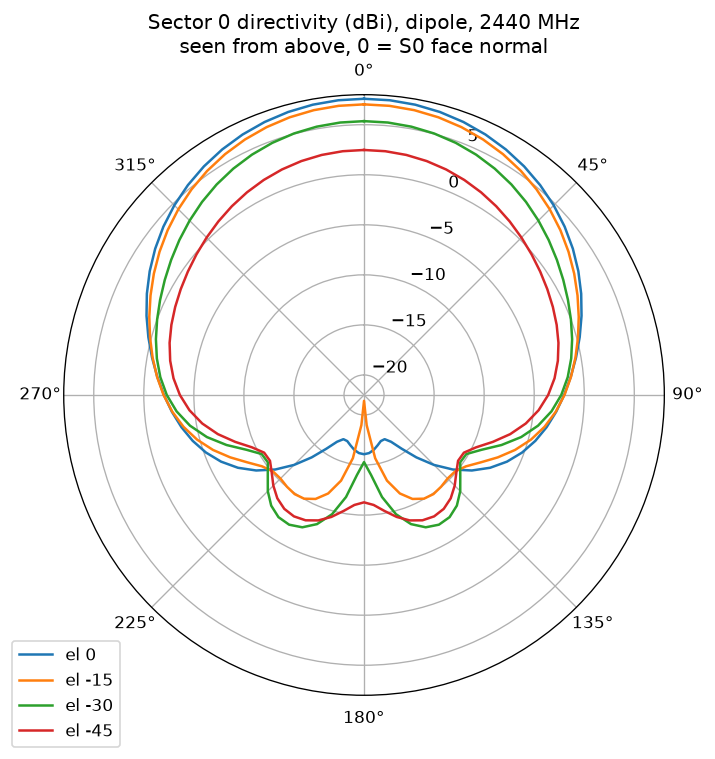 Sector 0 directivity (dBi), dipole, 2440 MHz
seen from above, 0 = S0 face normal
0°
315°
45°
5
0
−5
−10
−15
−20
270°
90°
225°
135°
180°
el 0
el -15
el -30
el -45